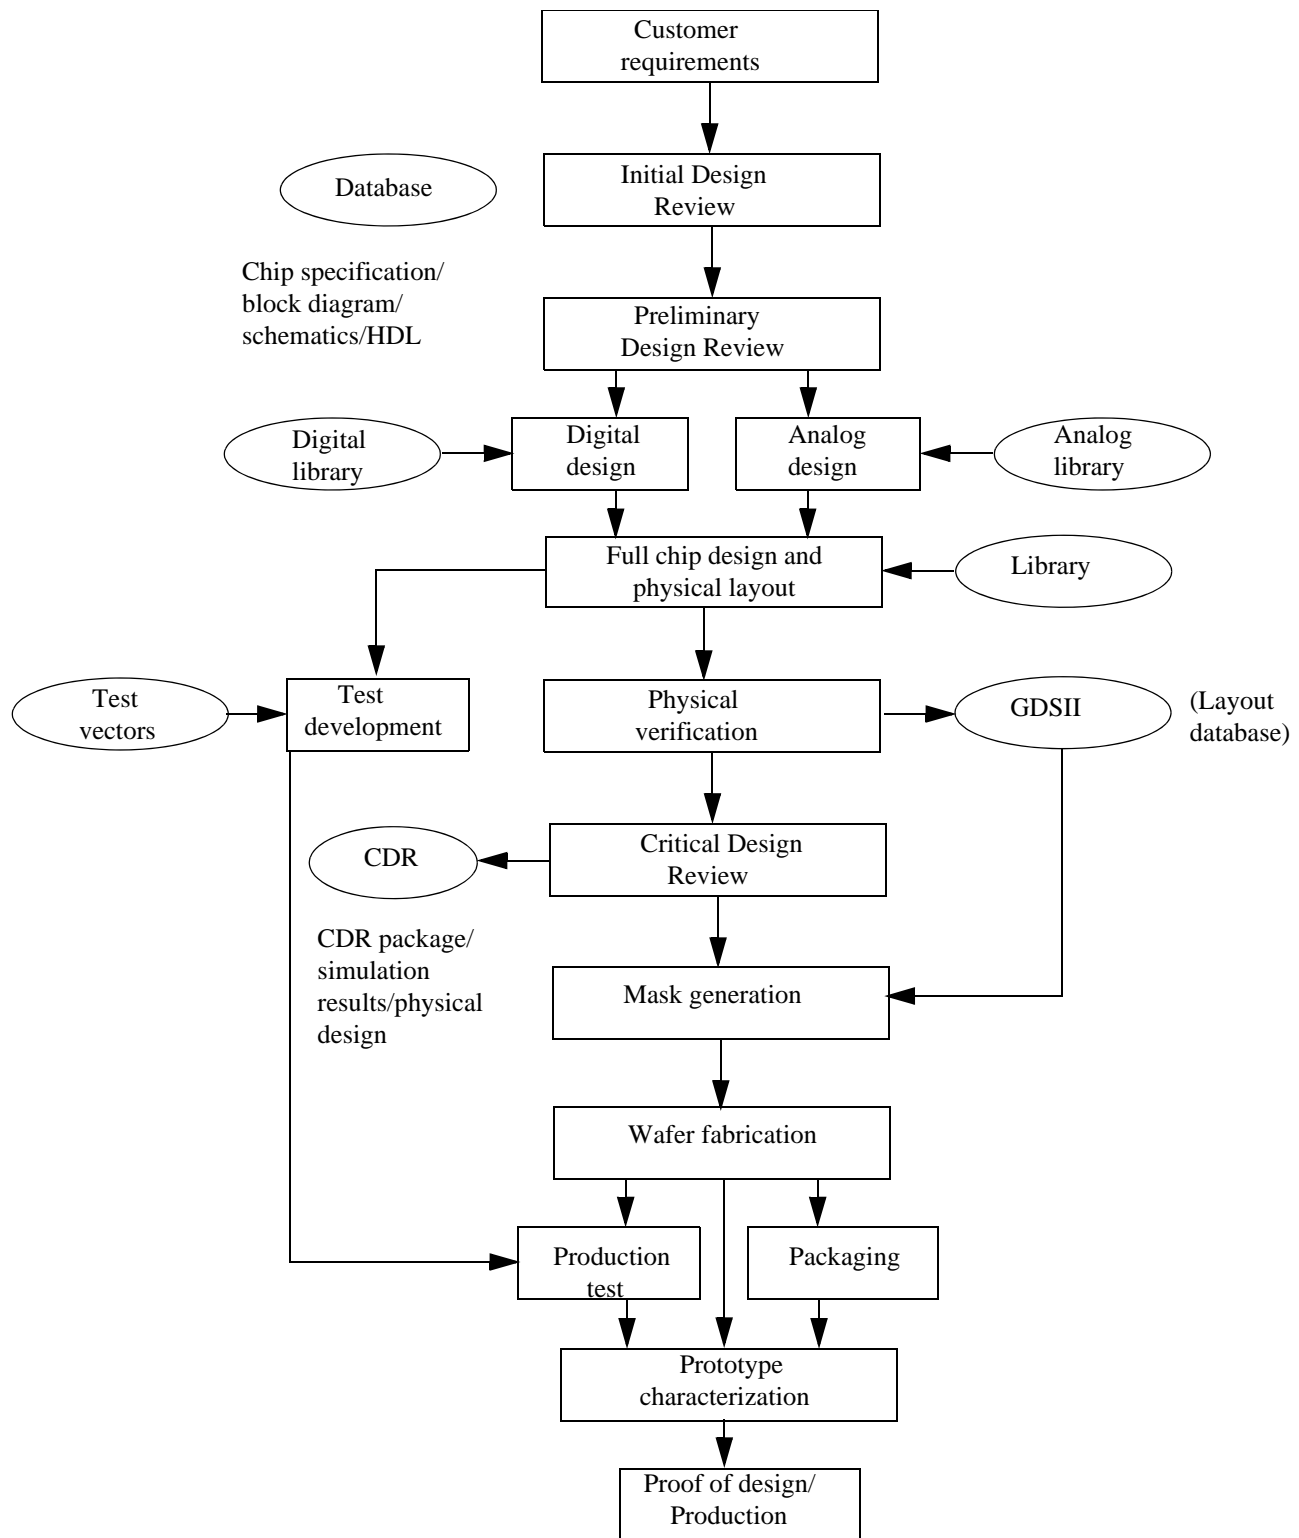 Customer
requirements
Database
Initial Design
Review
Chip specification/
block diagram/
schematics/HDL
Preliminary
Design Review
Digital
library
Digital
design
Analog
design
Analog
library
Full chip design and
physical layout
Library
Test
vectors
Test
development
Physical
verification
GDSII
(Layout
database)
CDR
Critical Design
Review
CDR package/
simulation
results/physical
design
Mask generation
Wafer fabrication
Production
test
Packaging
Prototype
characterization
Proof of design/
Production